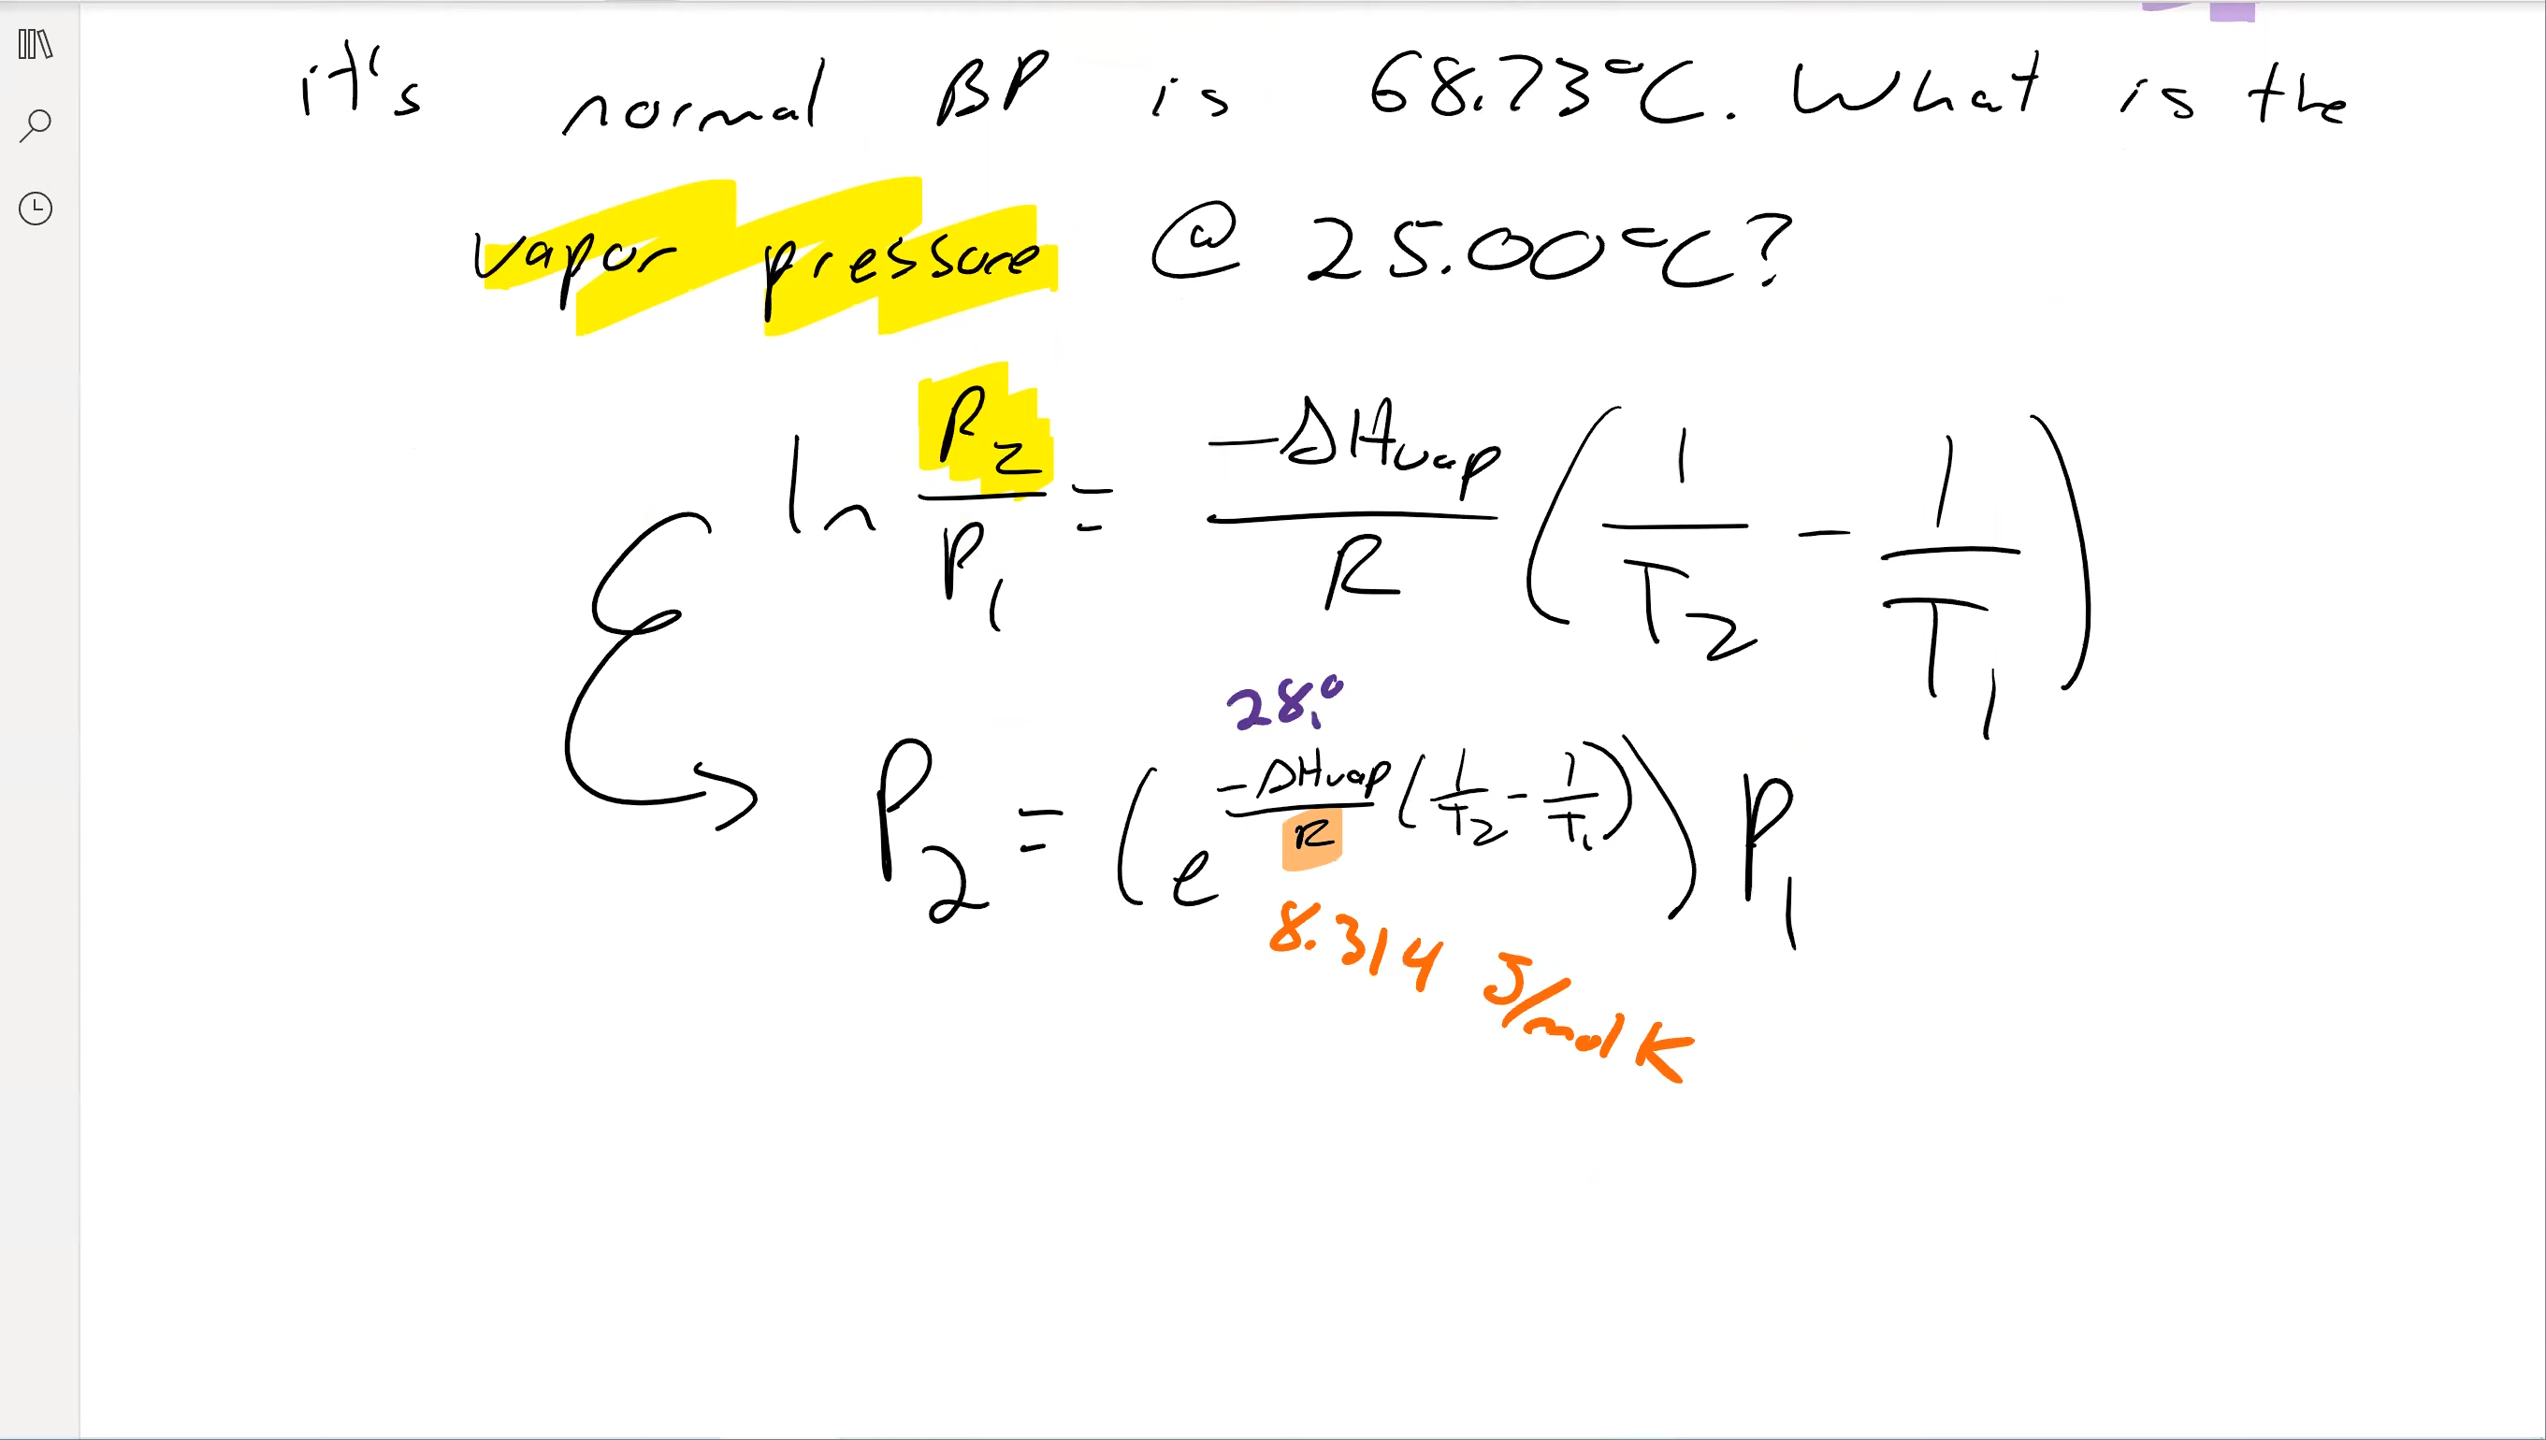 it's normal BP is 68.73°C. What is the
vapor pressure @ 25.00°C?
ln P₂/P₁ = -ΔHvap/R (1/T₂ - 1/T₁)
28.0
P₂ = (e^(-ΔHvap/R (1/T₂ - 1/T₁))) P₁
8.314 J/mol K